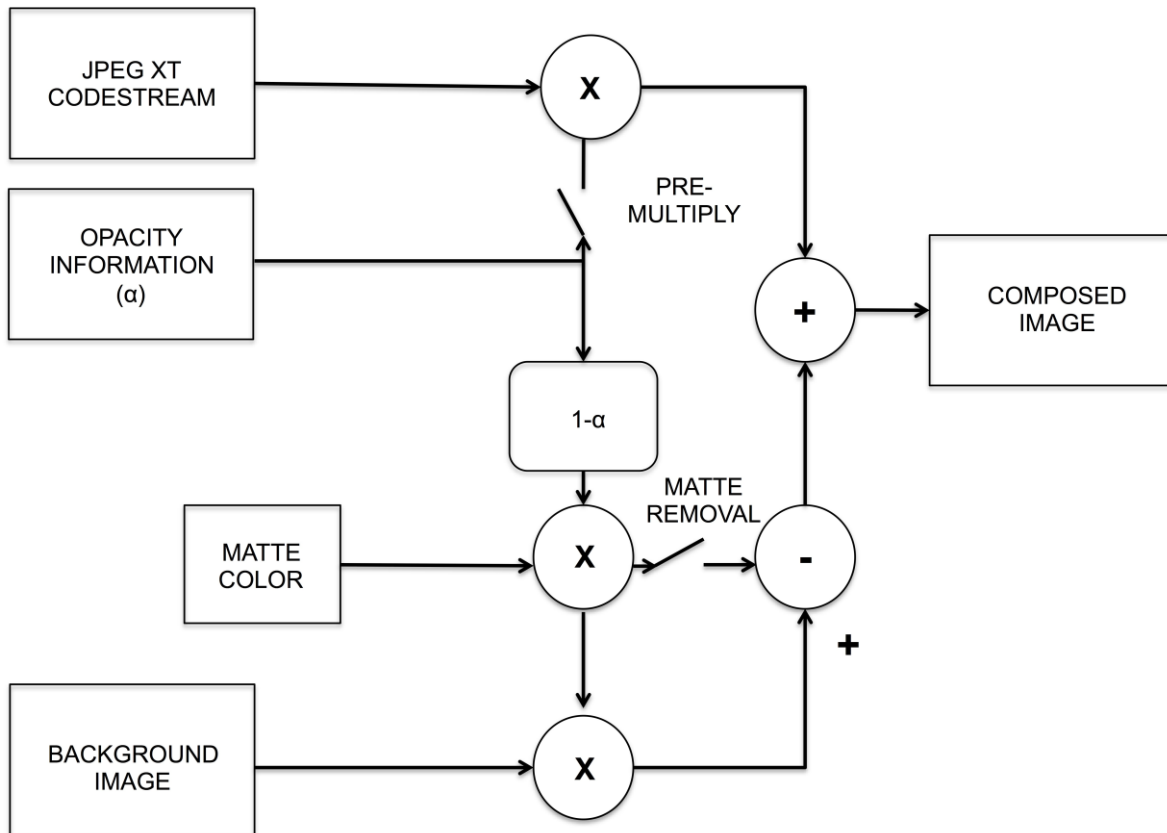 JPEG XT
CODESTREAM
X
PRE-
MULTIPLY
OPACITY
INFORMATION
(α)
+
COMPOSED
IMAGE
1-α
MATTE
REMOVAL
MATTE
COLOR
X
-
+
BACKGROUND
IMAGE
X